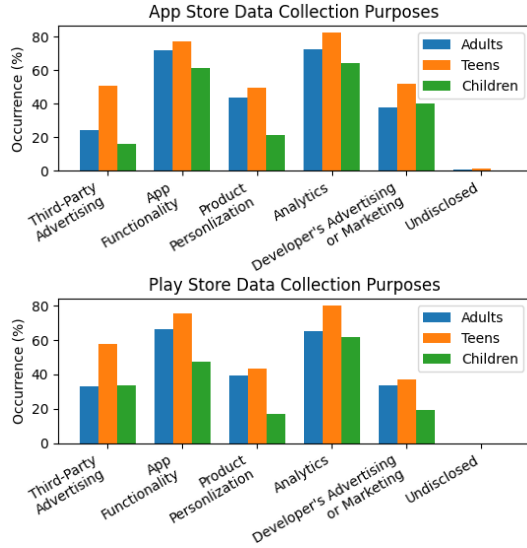 App Store Data Collection Purposes
80
60
40
20
0
Occurrence (%)
Adults
Teens
Children
Third-Party
Advertising
App
Functionality
Product
Personlization
Analytics
Developer's Advertising
or Marketing
Undisclosed
Play Store Data Collection Purposes
80
60
40
20
0
Occurrence (%)
Adults
Teens
Children
Third-Party
Advertising
App
Functionality
Product
Personlization
Analytics
Developer's Advertising
or Marketing
Undisclosed